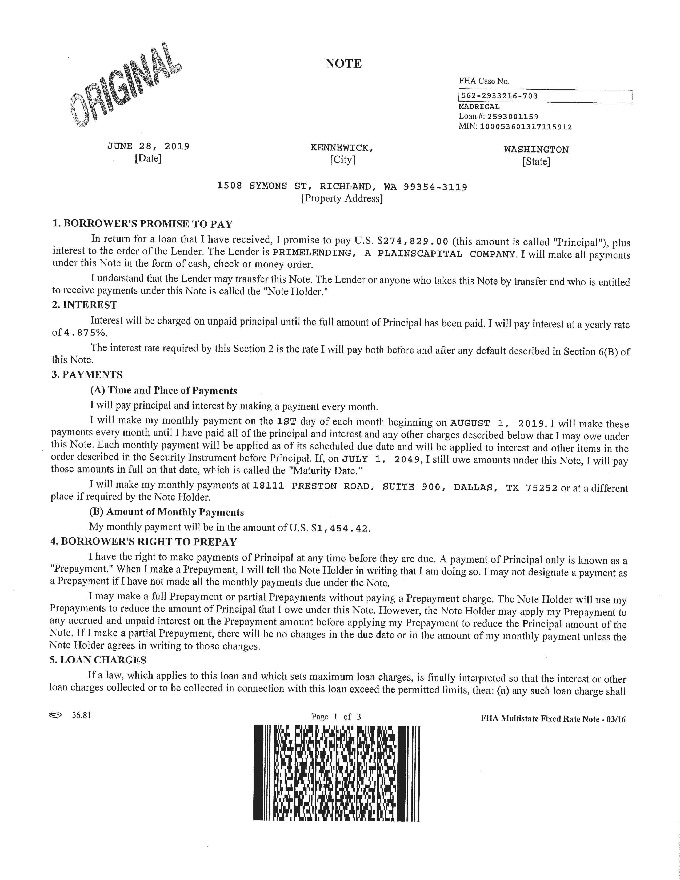 ORIGINAL
NOTE
FHA Case No.
562-2933216-703
MADRIGAL
Loan #: 2593001159
MIN: 100053601317115912
JUNE 28, 2019 KENNEWICK, WASHINGTON
[Date] [City] [State]
1508 SYMONS ST, RICHLAND, WA 99354-3119
[Property Address]
1. BORROWER'S PROMISE TO PAY
In return for a loan that I have received, I promise to pay U.S. $274,829.00 (this amount is called "Principal"), plus
interest to the order of the Lender. The Lender is PRIMELENDING, A PLAINSCAPITAL COMPANY. I will make all payments
under this Note in the form of cash, check or money order.
I understand that the Lender may transfer this Note. The Lender or anyone who takes this Note by transfer and who is entitled
to receive payments under this Note is called the "Note Holder."
2. INTEREST
Interest will be charged on unpaid principal until the full amount of Principal has been paid. I will pay interest at a yearly rate
of 4.875%.
The interest rate required by this Section 2 is the rate I will pay both before and after any default described in Section 6(B) of
this Note.
3. PAYMENTS
(A) Time and Place of Payments
I will pay principal and interest by making a payment every month.
I will make my monthly payment on the 1ST day of each month beginning on AUGUST 1, 2019. I will make these
payments every month until I have paid all of the principal and interest and any other charges described below that I may owe under
this Note. Each monthly payment will be applied as of its scheduled due date and will be applied to interest and other items in the
order described in the Security Instrument before Principal. If, on JULY 1, 2049, I still owe amounts under this Note, I will pay
those amounts in full on that date, which is called the "Maturity Date."
I will make my monthly payments at 18111 PRESTON ROAD, SUITE 900, DALLAS, TX 75252 or at a different
place if required by the Note Holder.
(B) Amount of Monthly Payments
My monthly payment will be in the amount of U.S. $1,454.42.
4. BORROWER'S RIGHT TO PREPAY
I have the right to make payments of Principal at any time before they are due. A payment of Principal only is known as a
"Prepayment." When I make a Prepayment, I will tell the Note Holder in writing that I am doing so. I may not designate a payment as
a Prepayment if I have not made all the monthly payments due under the Note.
I may make a full Prepayment or partial Prepayments without paying a Prepayment charge. The Note Holder will use my
Prepayments to reduce the amount of Principal that I owe under this Note. However, the Note Holder may apply my Prepayment to
any accrued and unpaid interest on the Prepayment amount before applying my Prepayment to reduce the Principal amount of the
Note. If I make a partial Prepayment, there will be no changes in the due date or in the amount of my monthly payment unless the
Note Holder agrees in writing to those changes.
5. LOAN CHARGES
If a law, which applies to this loan and which sets maximum loan charges, is finally interpreted so that the interest or other
loan charges collected or to be collected in connection with this loan exceed the permitted limits, then: (a) any such loan charge shall
36.81 Page 1 of 3 FHA Multistate Fixed Rate Note - 03/16